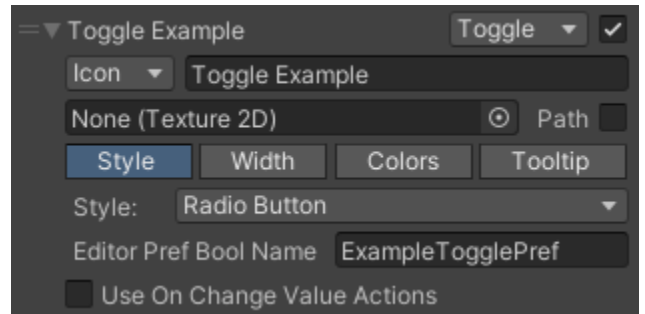 Toggle Example Toggle
Icon Toggle Exam
None (Texture 2D) Path
Style Width Colors Tooltip
Style: Radio Button
Editor Pref Bool Name ExampleTogglePref
Use On Change Value Actions